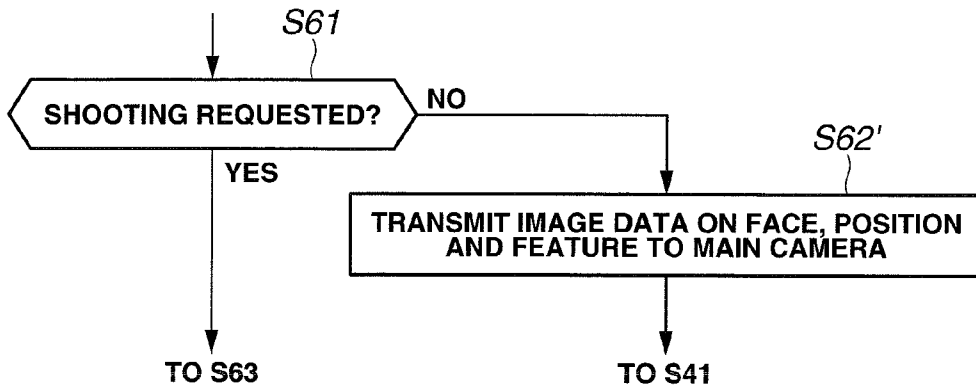 S61
SHOOTING REQUESTED?
NO
YES
S62'
TRANSMIT IMAGE DATA ON FACE, POSITION
AND FEATURE TO MAIN CAMERA
TO S63
TO S41